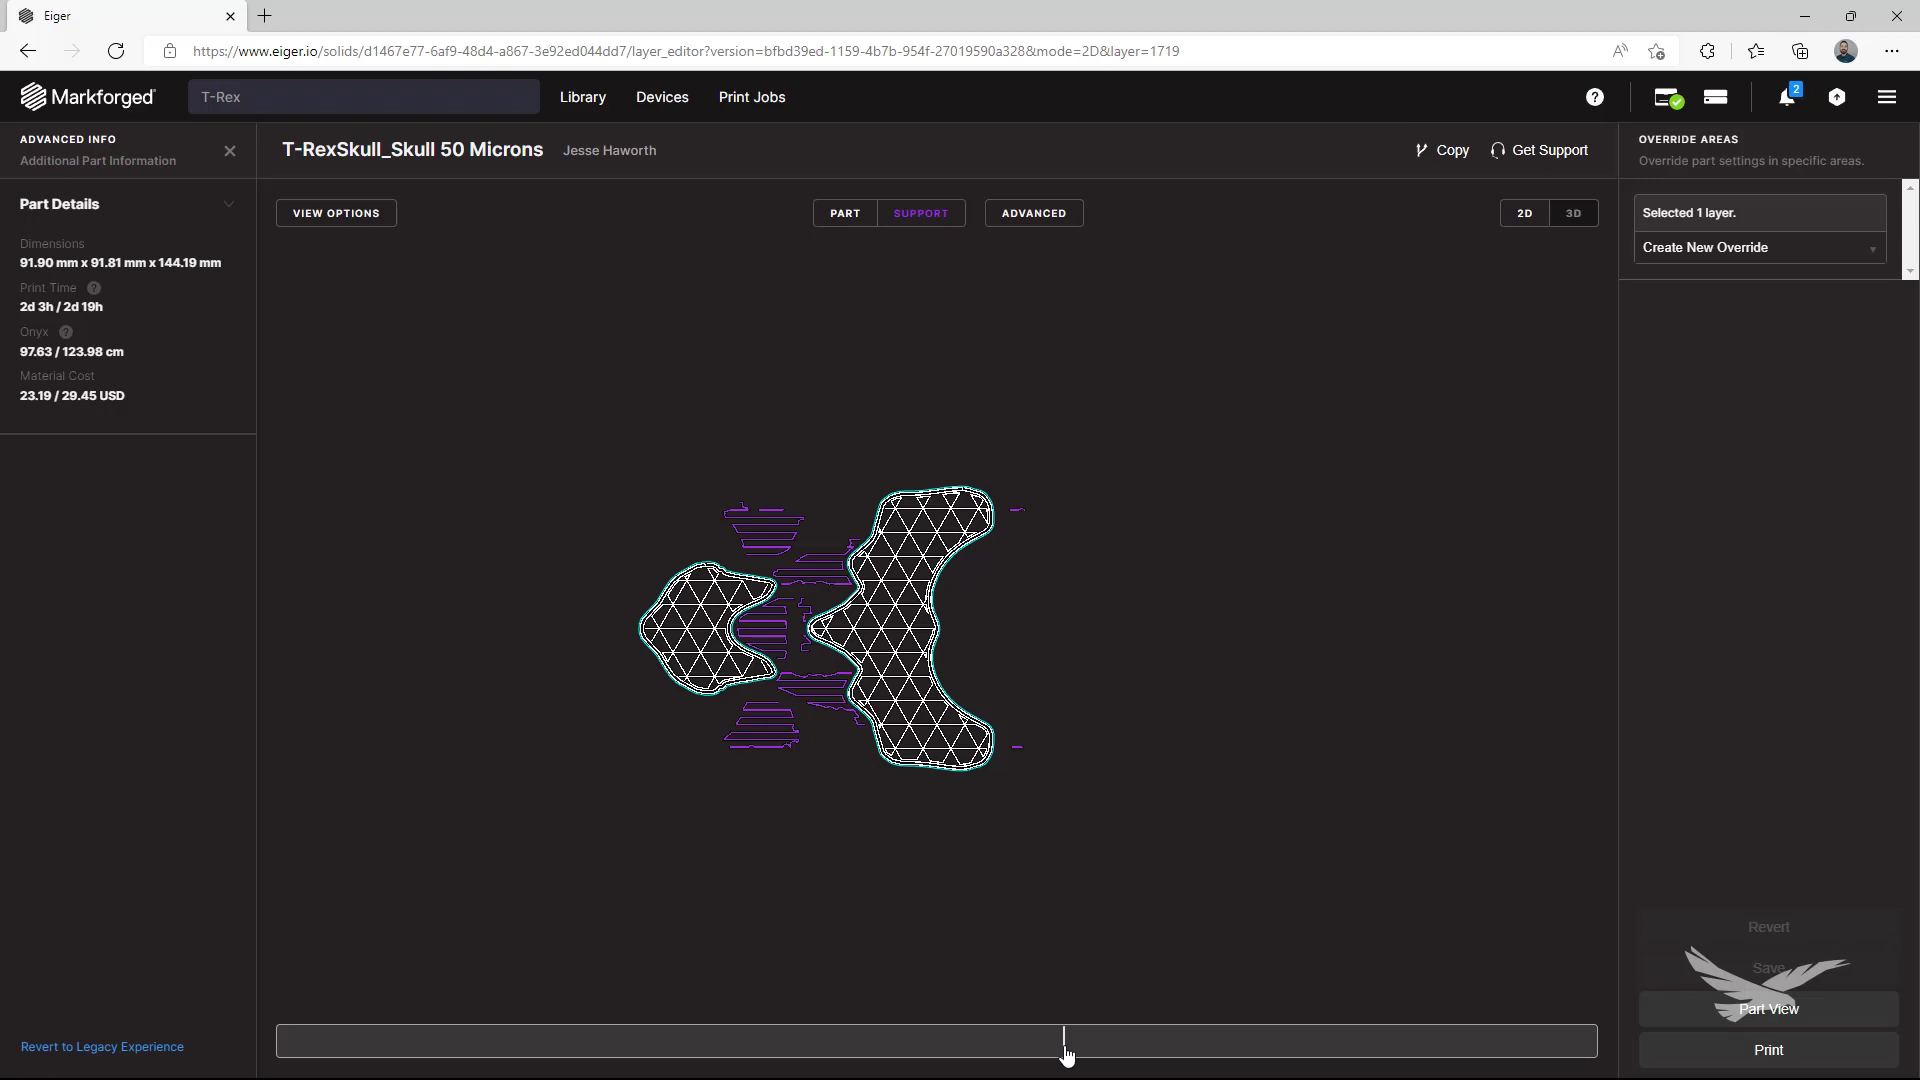 Eiger
https://www.eiger.io/solids/d1467e77-6af9-48d4-a867-3e92ed044dd7/layer_editor?version=bfbd39ed-1159-4b7b-954f-27019590a328&mode=2D&layer=1719
Markforged
T-Rex
Library
Devices
Print Jobs
2
ADVANCED INFO
Additional Part Information
T-RexSkull_Skull 50 Microns
Jesse Haworth
Copy
Get Support
OVERRIDE AREAS
Override part settings in specific areas.
Part Details
VIEW OPTIONS
PART
SUPPORT
ADVANCED
2D
3D
Selected 1 layer.
Create New Override
Dimensions
91.90 mm x 91.81 mm x 144.19 mm
Print Time
2d 3h / 2d 19h
Onyx
97.63 / 123.98 cm
Material Cost
23.19 / 29.45 USD
Revert
Save
Part View
Print
Revert to Legacy Experience